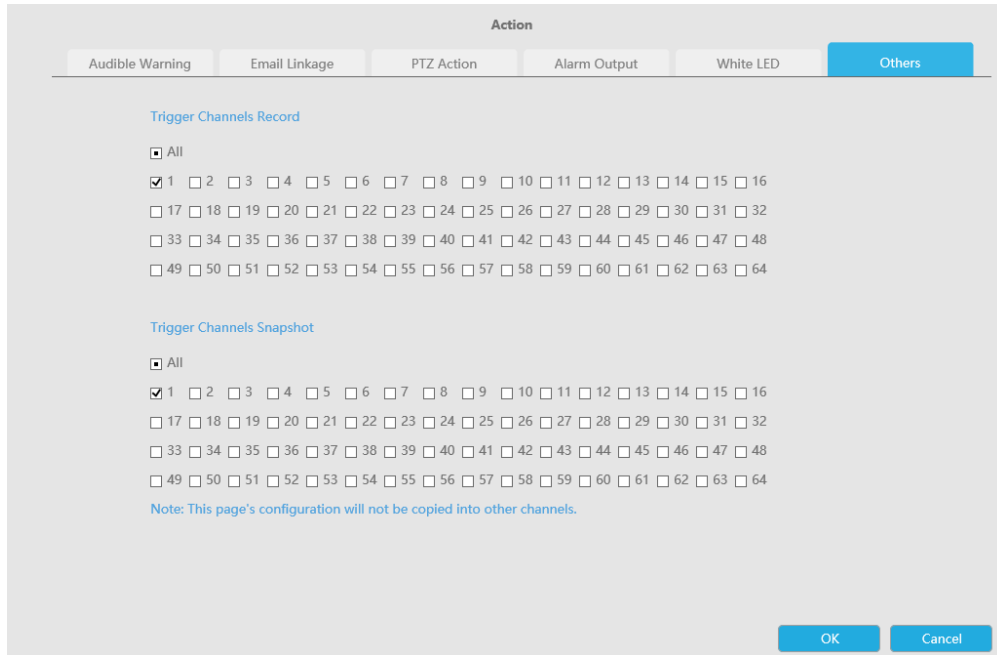 Action
Audible Warning Email Linkage PTZ Action Alarm Output White LED Others
Trigger Channels Record
All
1 2 3 4 5 6 7 8 9 10 11 12 13 14 15 16
17 18 19 20 21 22 23 24 25 26 27 28 29 30 31 32
33 34 35 36 37 38 39 40 41 42 43 44 45 46 47 48
49 50 51 52 53 54 55 56 57 58 59 60 61 62 63 64
Trigger Channels Snapshot
All
1 2 3 4 5 6 7 8 9 10 11 12 13 14 15 16
17 18 19 20 21 22 23 24 25 26 27 28 29 30 31 32
33 34 35 36 37 38 39 40 41 42 43 44 45 46 47 48
49 50 51 52 53 54 55 56 57 58 59 60 61 62 63 64
Note: This page's configuration will not be copied into other channels.
OK Cancel